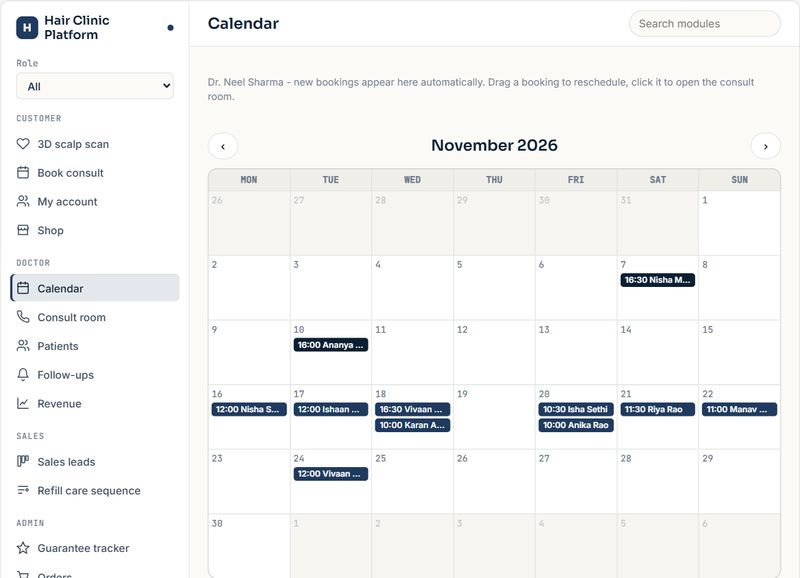 H
Hair Clinic
Platform
Role
All
CUSTOMER
3D scalp scan
Book consult
My account
Shop
DOCTOR
Calendar
Consult room
Patients
Follow-ups
Revenue
SALES
Sales leads
Refill care sequence
ADMIN
Guarantee tracker
Orders
Calendar
Search modules
Dr. Neel Sharma - new bookings appear here automatically. Drag a booking to reschedule, click it to open the consult
room.
‹ November 2026 ›
MON TUE WED THU FRI SAT SUN
26 27 28 29 30 31 1
2 3 4 5 6 7 8
16:30 Nisha M...
9 10 11 12 13 14 15
16:00 Ananya ...
16 17 18 19 20 21 22
12:00 Nisha S... 12:00 Ishaan ... 16:30 Vivaan ... 10:30 Isha Sethi 11:30 Riya Rao 11:00 Manav ...
10:00 Karan A... 10:00 Anika Rao
23 24 25 26 27 28 29
12:00 Vivaan ...
30 1 2 3 4 5 6